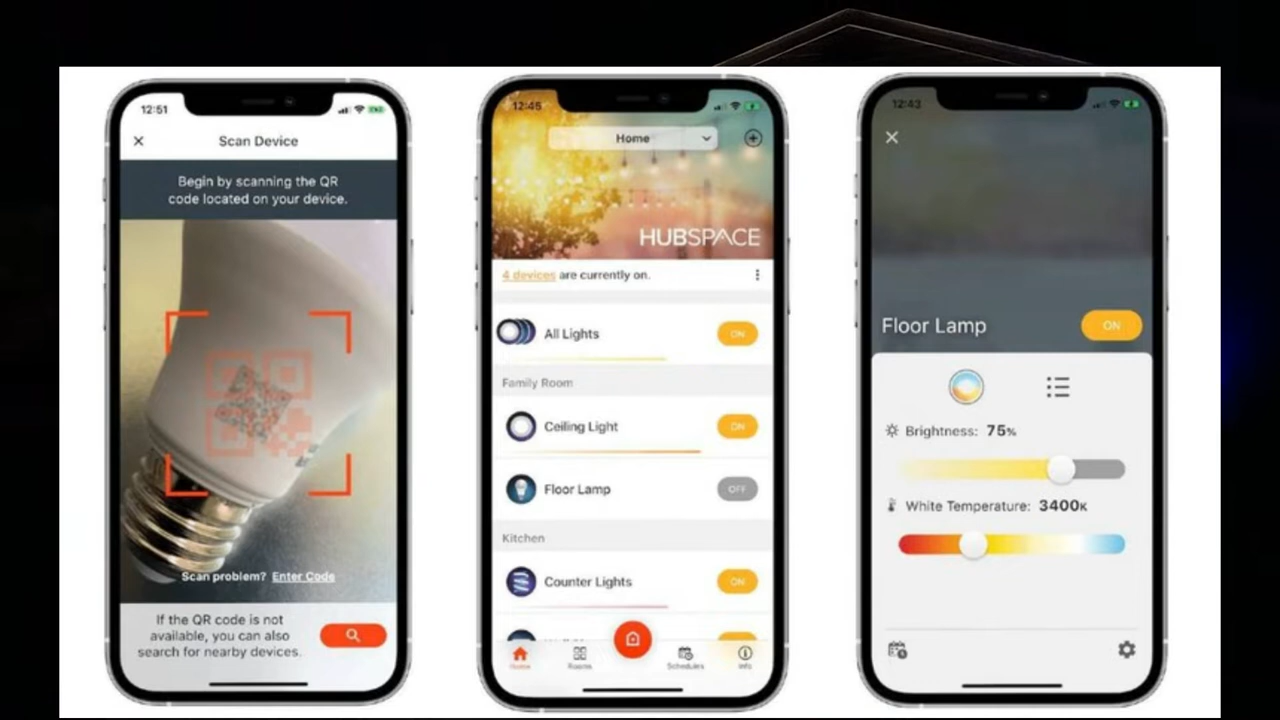 12:51
Scan Device
Begin by scanning the QR
code located on your device.
Scan problem? Enter Code
If the QR code is not
available, you can also
search for nearby devices.
12:45
Home
HUBSPACE
4 devices are currently on.
All Lights
ON
Family Room
Ceiling Light
ON
Floor Lamp
OFF
Kitchen
Counter Lights
ON
Home
Rooms
Schedules
Info
12:43
Floor Lamp
ON
Brightness: 75%
White Temperature: 3400K